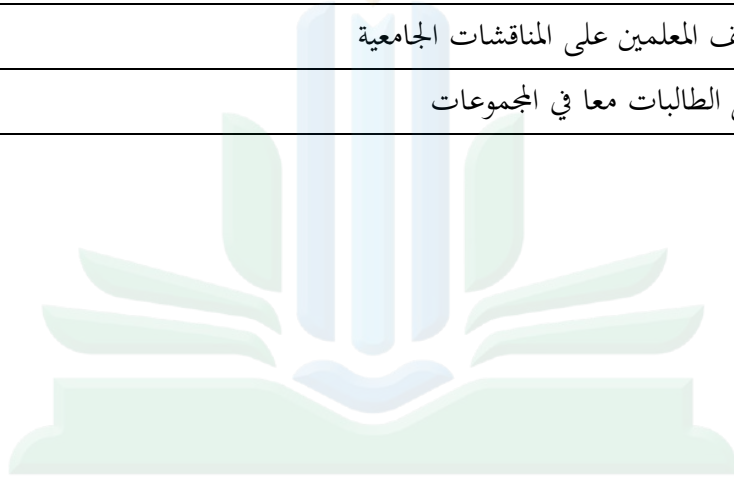 المعلمين على المناقشات الجامعية
الطالبات معا في المجموعات